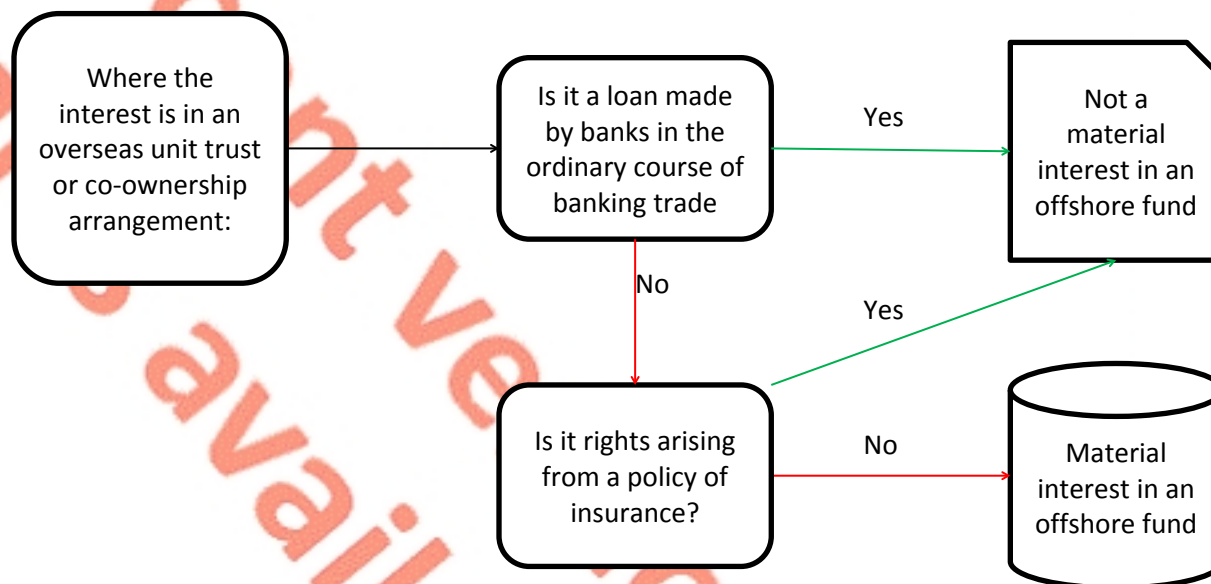 Where the
interest is in an
overseas unit trust
or co-ownership
arrangement:
Is it a loan made
by banks in the
ordinary course of
banking trade
Yes
Not a
material
interest in an
offshore fund
No
Yes
Is it rights arising
from a policy of
insurance?
No
Material
interest in an
offshore fund